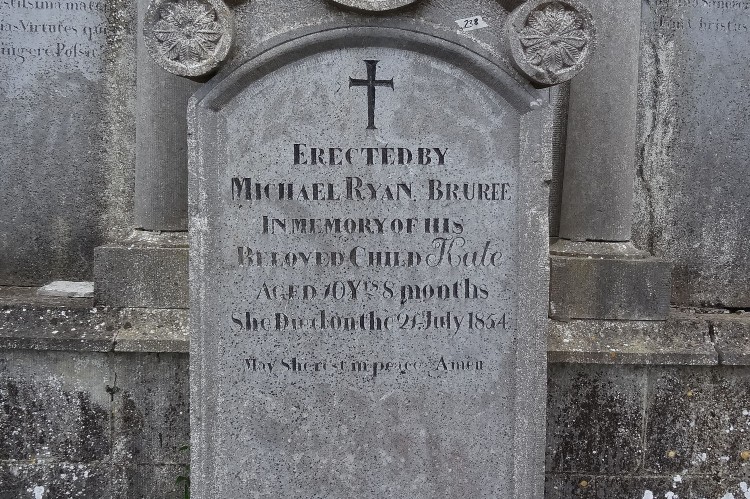 238
ERECTED BY
MICHAEL RYAN BRUREE
IN MEMORY OF HIS
BELOVED CHILD Kate
AGED 10 Yrs 8 months
She Died on the 21 July 1854
May She rest in peace Amen